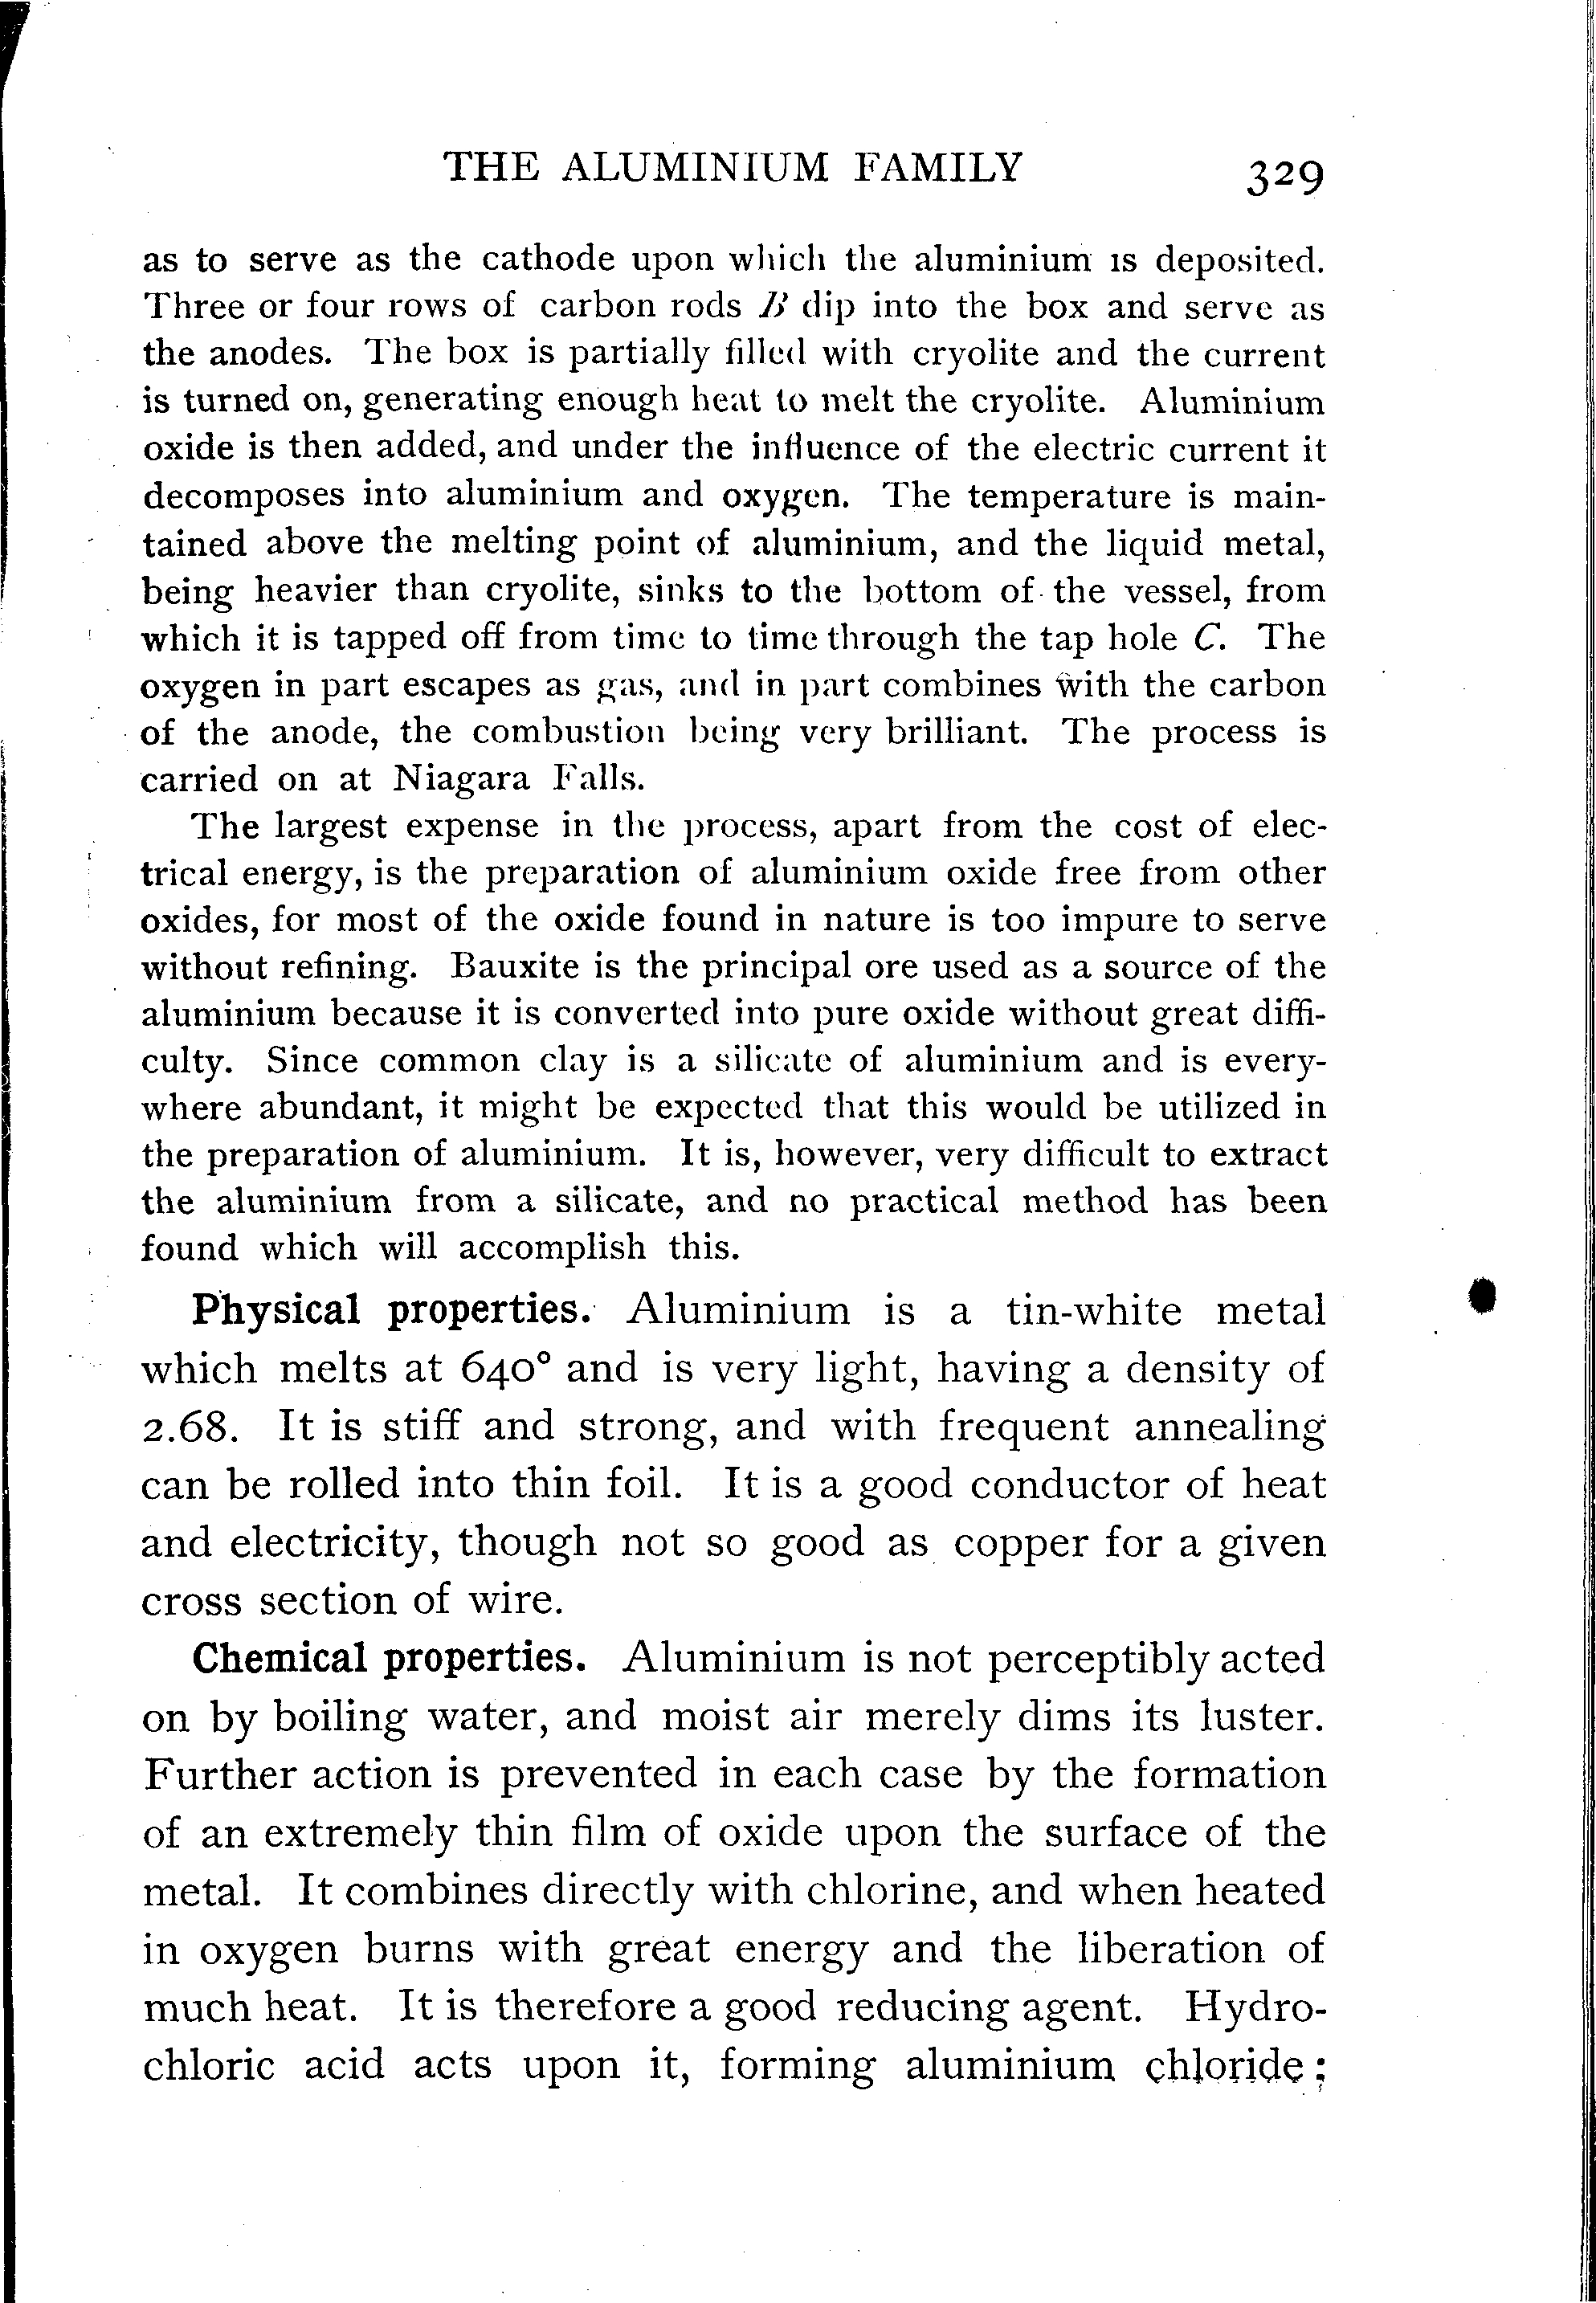 THE ALUMINIUM FAMILY 329
as to serve as the cathode upon which the aluminium is deposited.
Three or four rows of carbon rods B dip into the box and serve as
the anodes. The box is partially filled with cryolite and the current
is turned on, generating enough heat to melt the cryolite. Aluminium
oxide is then added, and under the influence of the electric current it
decomposes into aluminium and oxygen. The temperature is main-
tained above the melting point of aluminium, and the liquid metal,
being heavier than cryolite, sinks to the bottom of the vessel, from
which it is tapped off from time to time through the tap hole C. The
oxygen in part escapes as gas, and in part combines with the carbon
of the anode, the combustion being very brilliant. The process is
carried on at Niagara Falls.
The largest expense in the process, apart from the cost of elec-
trical energy, is the preparation of aluminium oxide free from other
oxides, for most of the oxide found in nature is too impure to serve
without refining. Bauxite is the principal ore used as a source of the
aluminium because it is converted into pure oxide without great diffi-
culty. Since common clay is a silicate of aluminium and is every-
where abundant, it might be expected that this would be utilized in
the preparation of aluminium. It is, however, very difficult to extract
the aluminium from a silicate, and no practical method has been
found which will accomplish this.
Physical properties. Aluminium is a tin-white metal
which melts at 640° and is very light, having a density of
2.68. It is stiff and strong, and with frequent annealing
can be rolled into thin foil. It is a good conductor of heat
and electricity, though not so good as copper for a given
cross section of wire.
Chemical properties. Aluminium is not perceptibly acted
on by boiling water, and moist air merely dims its luster.
Further action is prevented in each case by the formation
of an extremely thin film of oxide upon the surface of the
metal. It combines directly with chlorine, and when heated
in oxygen burns with great energy and the liberation of
much heat. It is therefore a good reducing agent. Hydro-
chloric acid acts upon it, forming aluminium chloride;